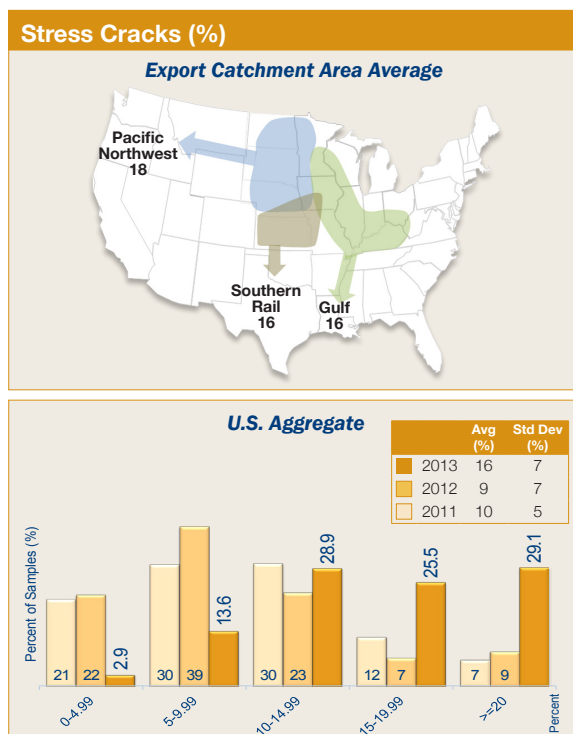 Stress Cracks (%)
Export Catchment Area Average
Pacific
Northwest
18
Southern
Rail
16
Gulf
16
U.S. Aggregate
Avg Std Dev
(%) (%)
2013 16 7
2012 9 7
2011 10 5
Percent of Samples (%)
21 22 2.9
30 39 13.6
30 23 28.9
12 7 25.5
7 9 29.1
0-4.99
5-9.99
10-14.99
15-19.99
>=20
Percent